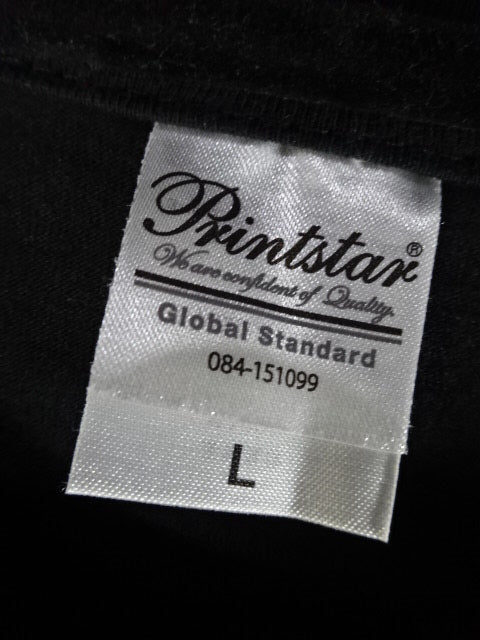 Printstar®
We are confident of Quality.
Global Standard
084-151099
L